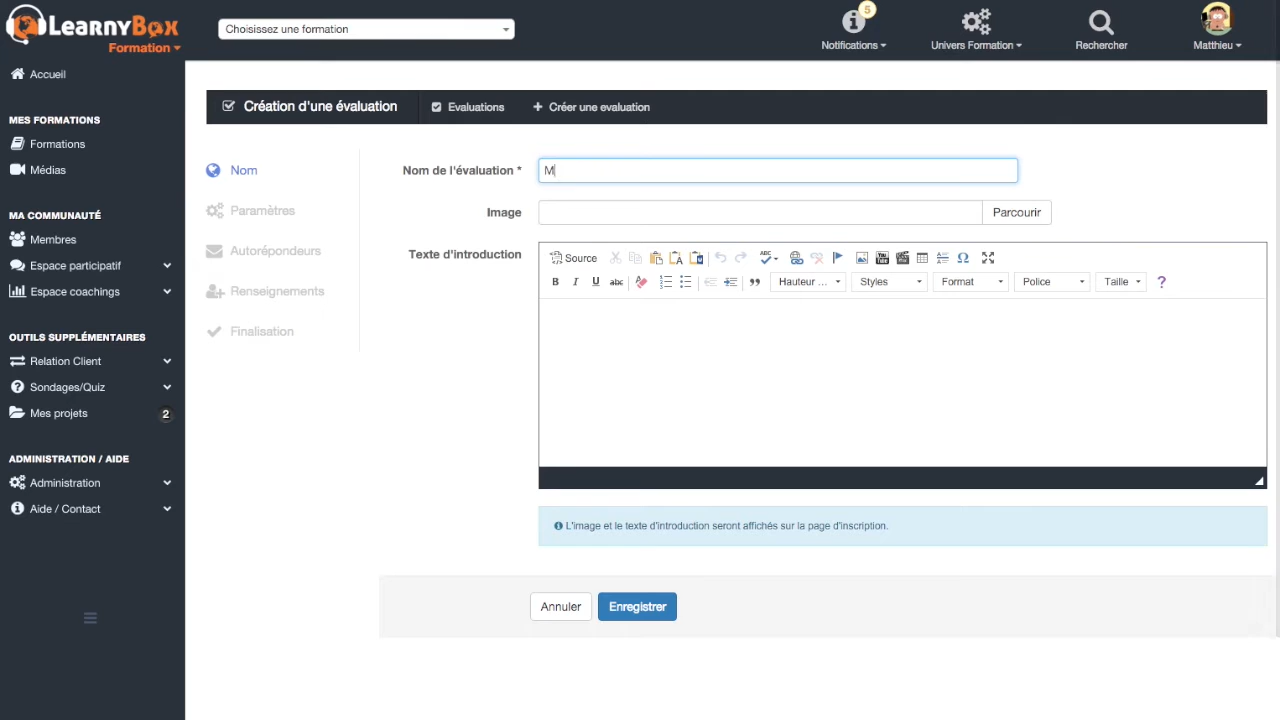 LearnyBox
Formation
Choisissez une formation
5
Notifications
Univers Formation
Rechercher
Matthieu
Accueil
MES FORMATIONS
Formations
Médias
MA COMMUNAUTÉ
Membres
Espace participatif
Espace coachings
OUTILS SUPPLÉMENTAIRES
Relation Client
Sondages/Quiz
Mes projets 2
ADMINISTRATION / AIDE
Administration
Aide / Contact
Création d'une évaluation
Evaluations
Créer une evaluation
Nom
Paramètres
Autorépondeurs
Renseignements
Finalisation
Nom de l'évaluation * M
Image Parcourir
Texte d'introduction
Source
B I U abc Hauteur ... Styles Format Police Taille ?
L'image et le texte d'introduction seront affichés sur la page d'inscription.
Annuler Enregistrer